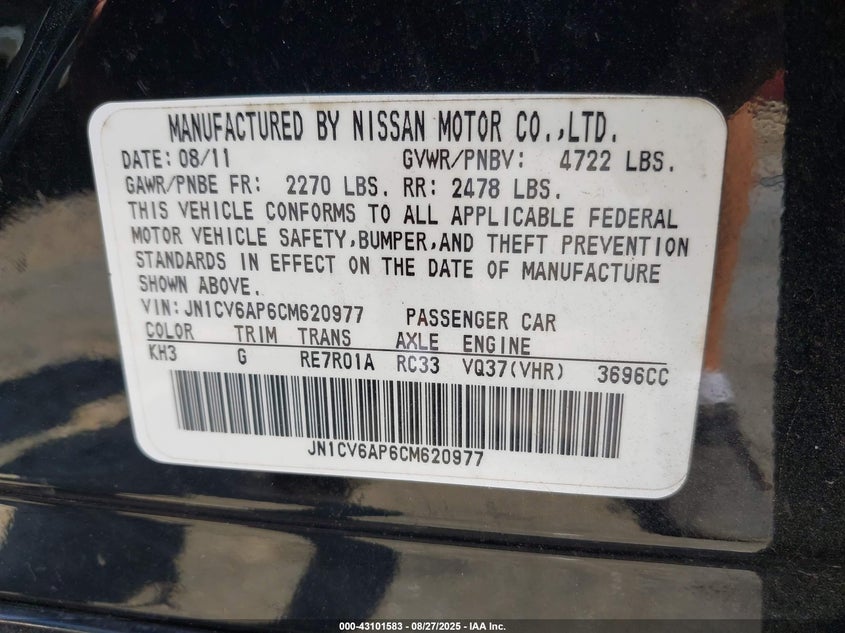 MANUFACTURED BY NISSAN MOTOR CO.,LTD.
DATE: 08/11 GVWR/PNBV: 4722 LBS.
GAWR/PNBE FR: 2270 LBS. RR: 2478 LBS.
THIS VEHICLE CONFORMS TO ALL APPLICABLE FEDERAL
MOTOR VEHICLE SAFETY,BUMPER,AND THEFT PREVENTION
STANDARDS IN EFFECT ON THE DATE OF MANUFACTURE
SHOWN ABOVE.
VIN:JN1CV6AP6CM620977 PASSENGER CAR
COLOR TRIM TRANS AXLE ENGINE
KH3 G RE7R01A RC33 VQ37(VHR) 3696CC
JN1CV6AP6CM620977
000-43101583 | 08/27/2025 - IAA Inc.